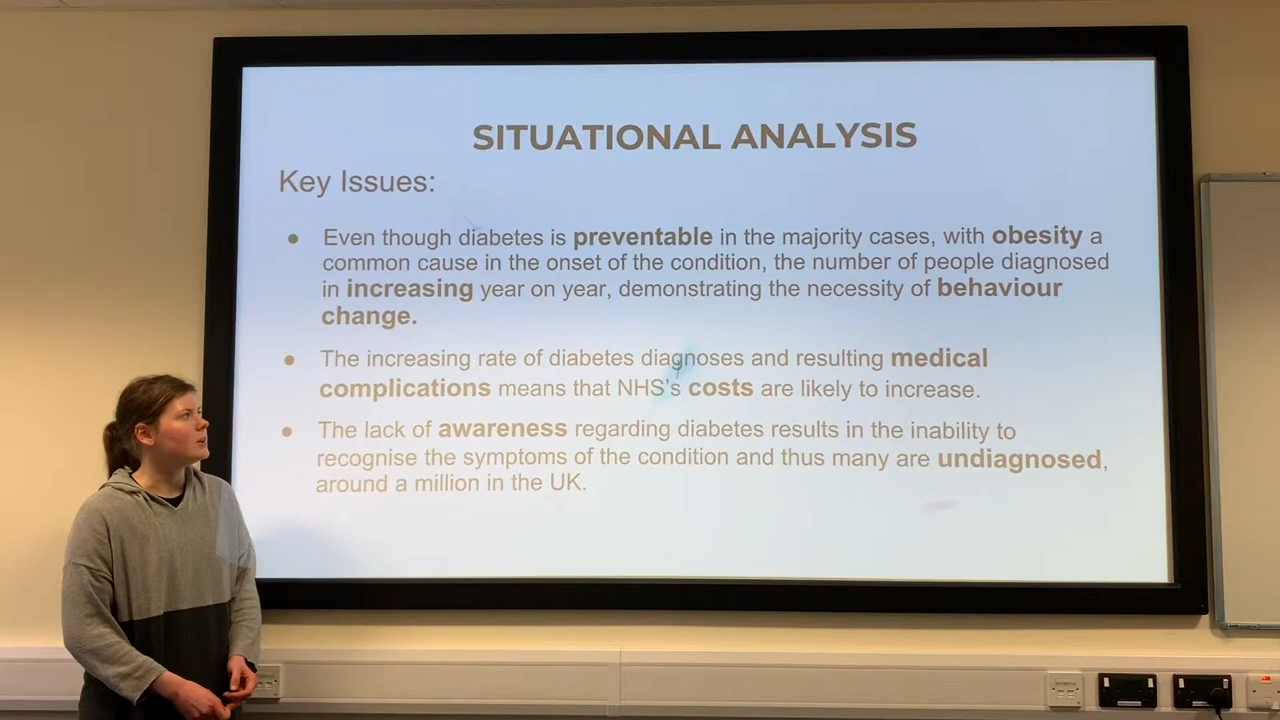 SITUATIONAL ANALYSIS
Key Issues:
● Even though diabetes is preventable in the majority cases, with obesity a
common cause in the onset of the condition, the number of people diagnosed
in increasing year on year, demonstrating the necessity of behaviour
change.
● The increasing rate of diabetes diagnoses and resulting medical
complications means that NHS's costs are likely to increase.
● The lack of awareness regarding diabetes results in the inability to
recognise the symptoms of the condition and thus many are undiagnosed,
around a million in the UK.